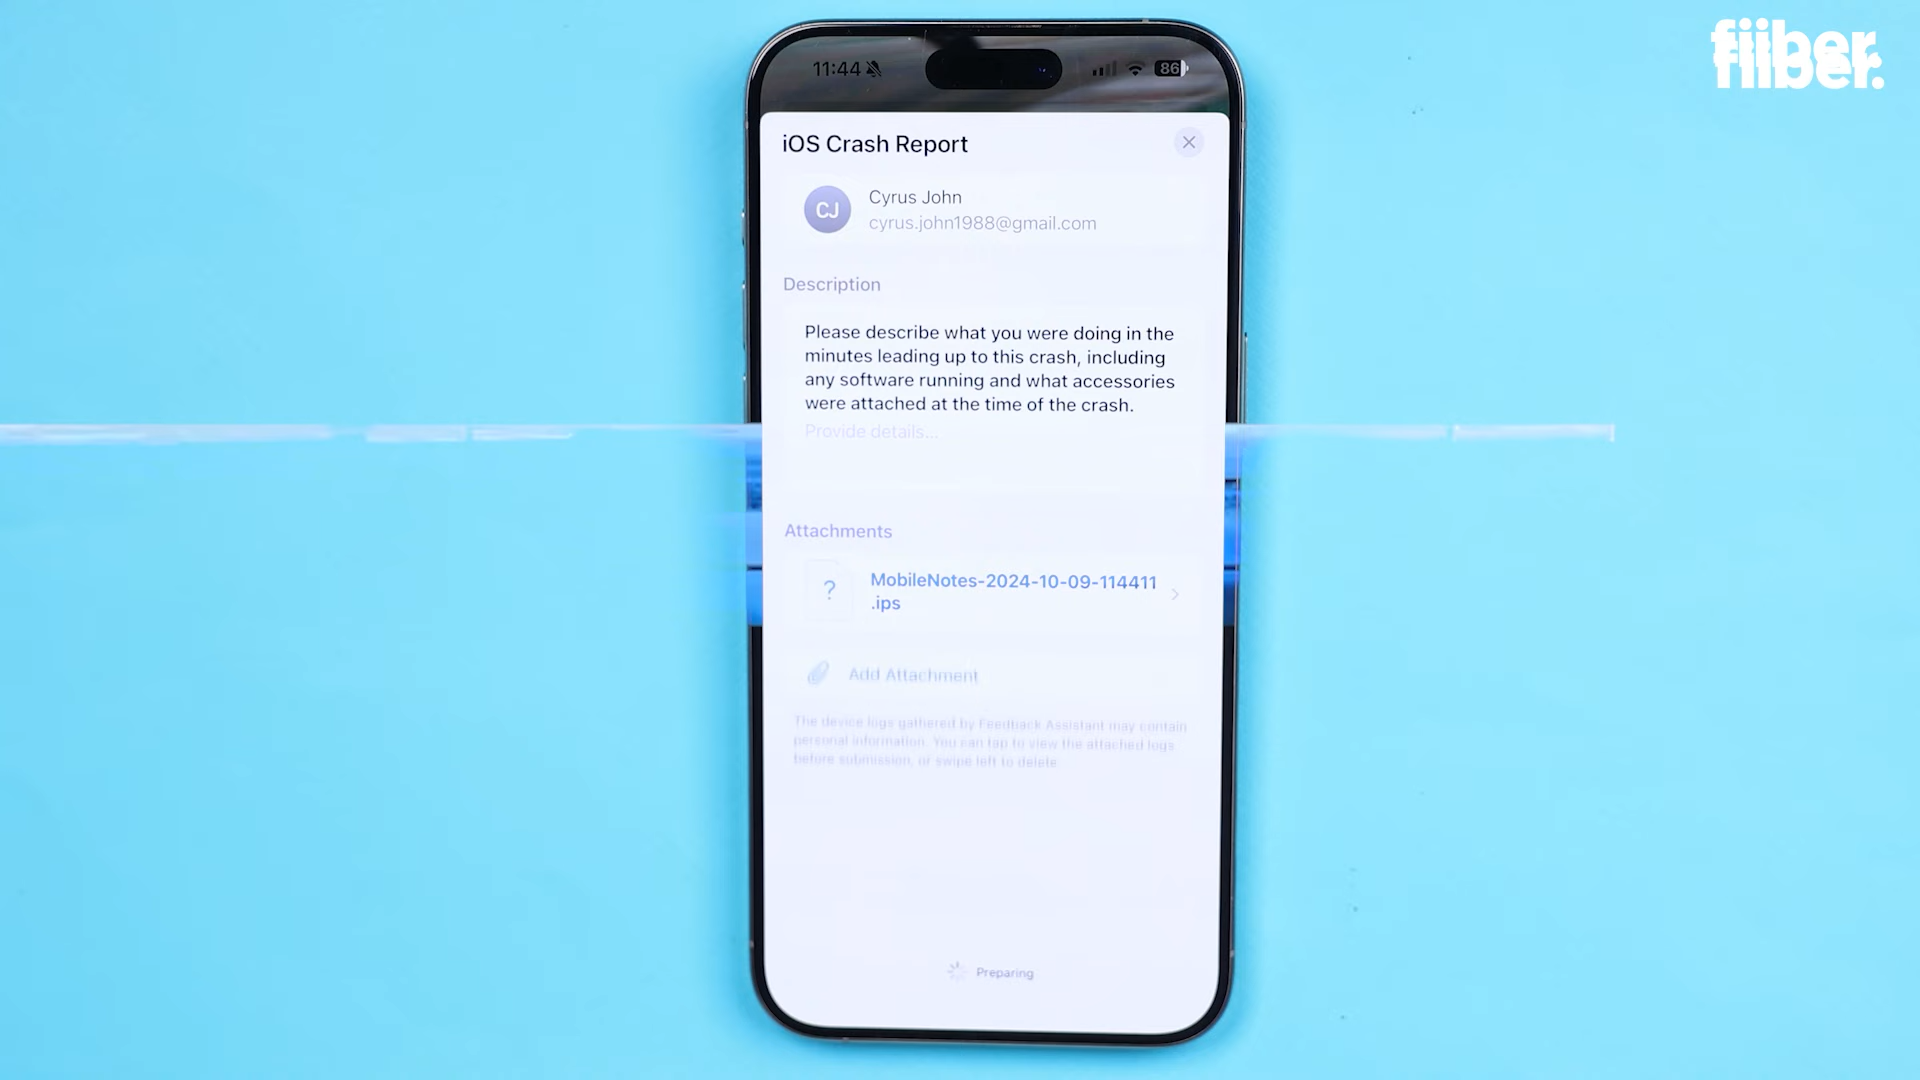 fiiber.
11:44
86
iOS Crash Report
CJ
Cyrus John
cyrus.john1988@gmail.com
Description
Please describe what you were doing in the
minutes leading up to this crash, including
any software running and what accessories
were attached at the time of the crash.
Provide details...
Attachments
?
MobileNotes-2024-10-09-114411
.ips
Add Attachment
The device logs gathered by Feedback Assistant may contain
personal information. You can tap to view the attached logs
before submission, or swipe left to delete.
Preparing